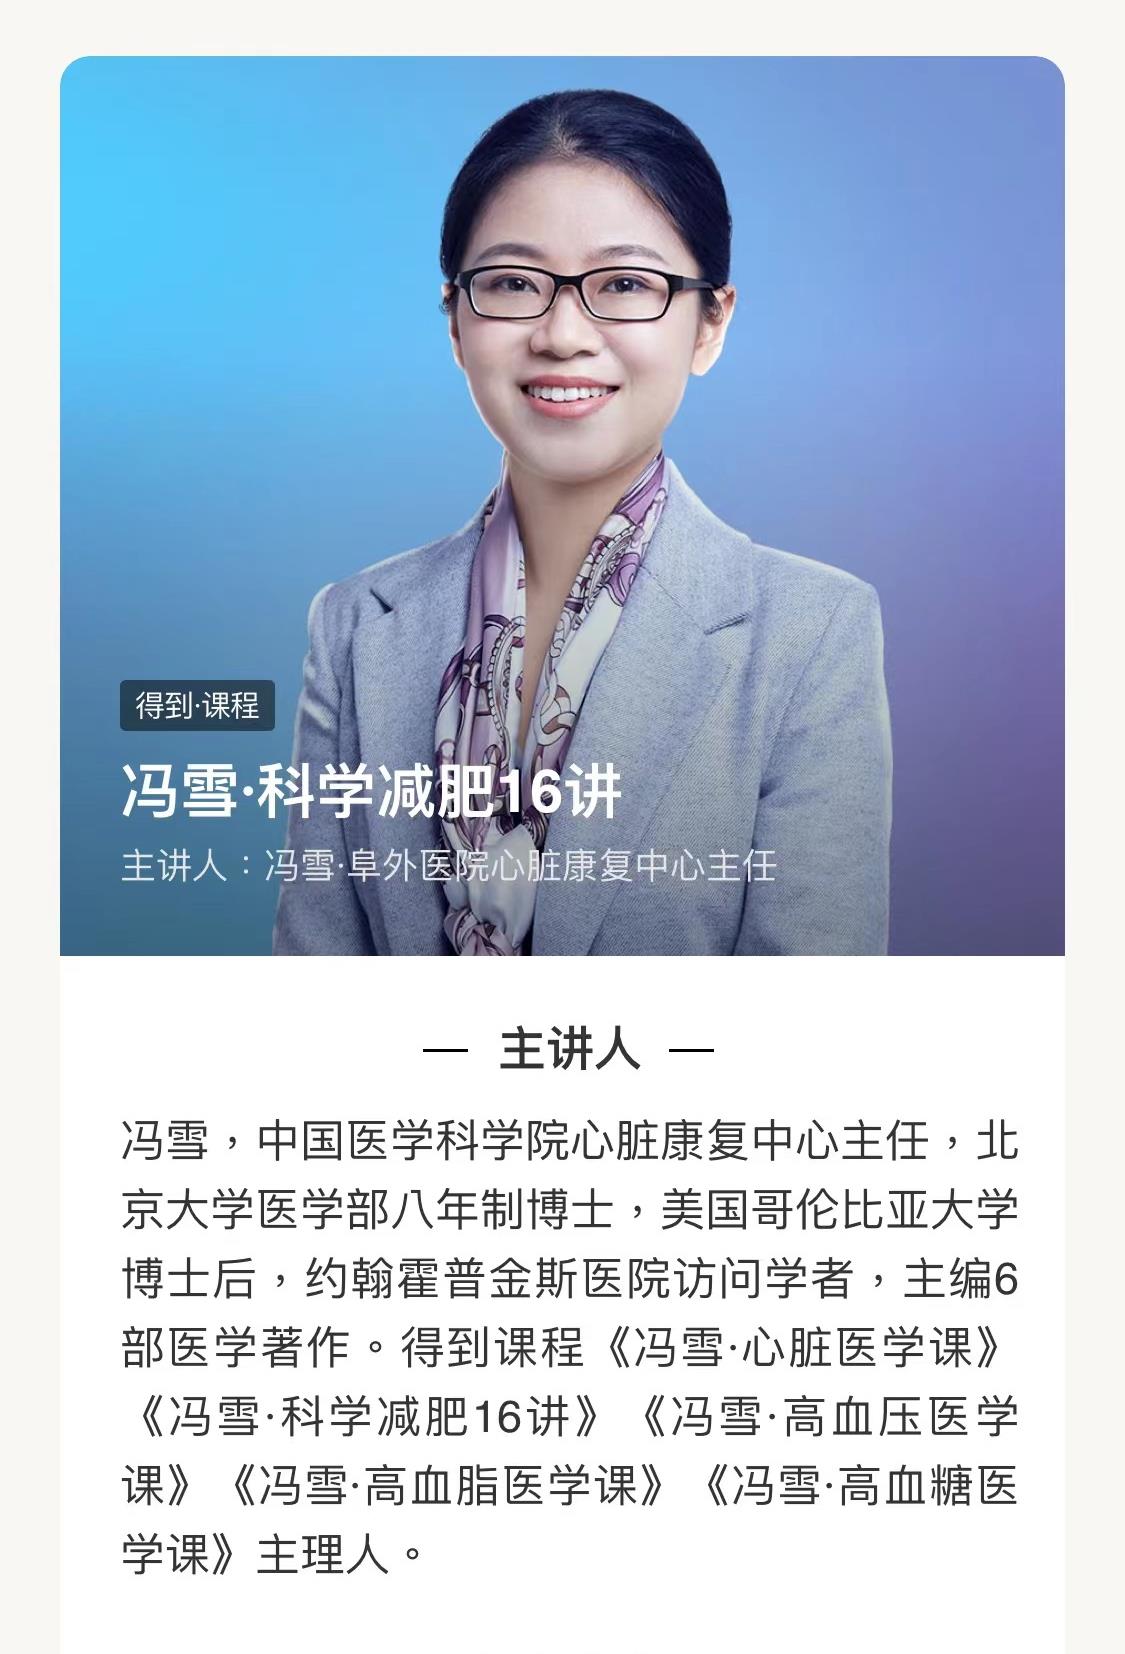 得到·课程
冯雪·科学减肥16讲
主讲人：冯雪·阜外医院心脏康复中心主任
— 主讲人 —
冯雪，中国医学科学院心脏康复中心主任，北
京大学医学部八年制博士，美国哥伦比亚大学
博士后，约翰霍普金斯医院访问学者，主编6
部医学著作。得到课程《冯雪·心脏医学课》
《冯雪·科学减肥16讲》《冯雪·高血压医学
课》《冯雪·高血脂医学课》《冯雪·高血糖医
学课》主理人。